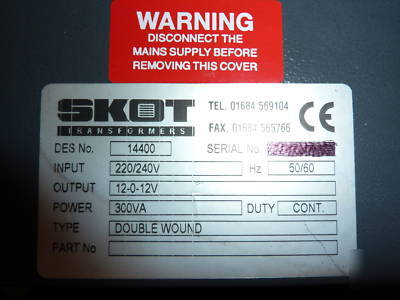 WARNING
DISCONNECT THE
MAINS SUPPLY BEFORE
REMOVING THIS COVER
SKOT
TRANSFORMERS
TEL. 01684 569104
FAX. 01684 565766
CE
DES No. 14400 SERIAL No.
INPUT 220/240V Hz 50/60
OUTPUT 12-0-12V
POWER 300VA DUTY CONT.
TYPE DOUBLE WOUND
PART No